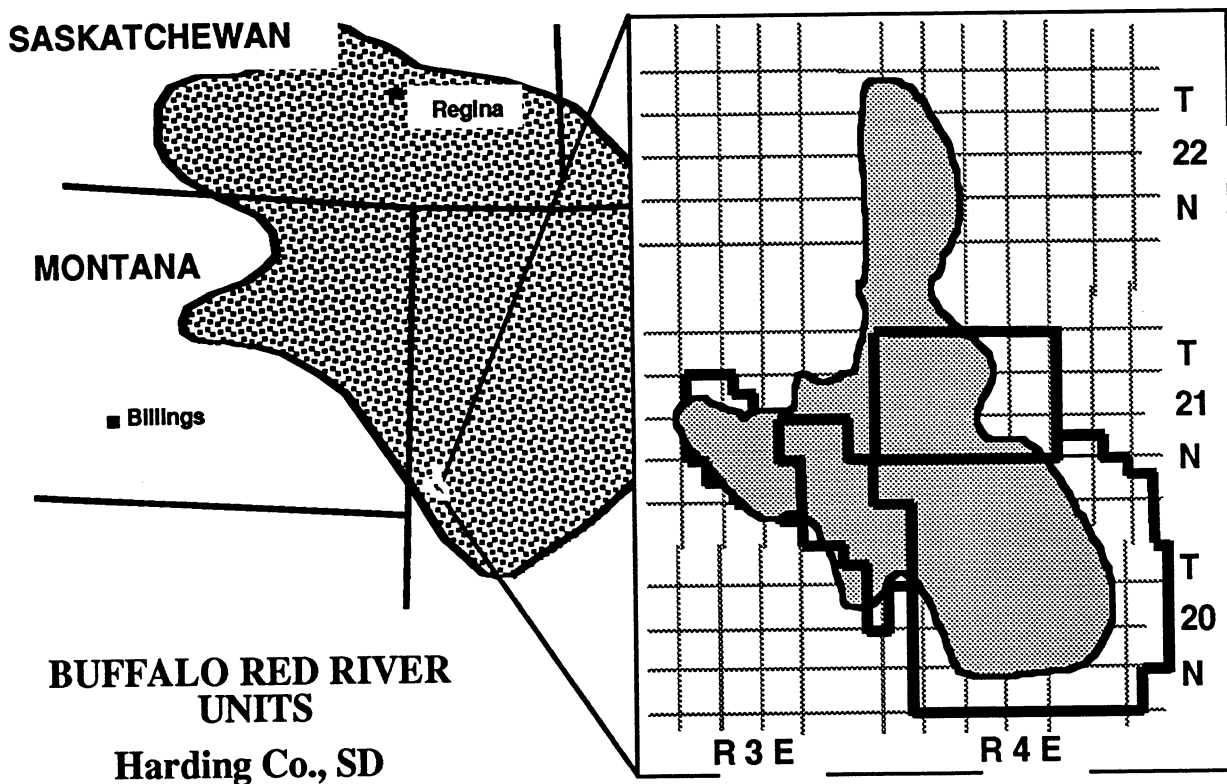 SASKATCHEWAN
Regina
MONTANA
Billings
BUFFALO RED RIVER
UNITS
Harding Co., SD
T
22
N
T
21
N
T
20
N
R 3 E
R 4 E